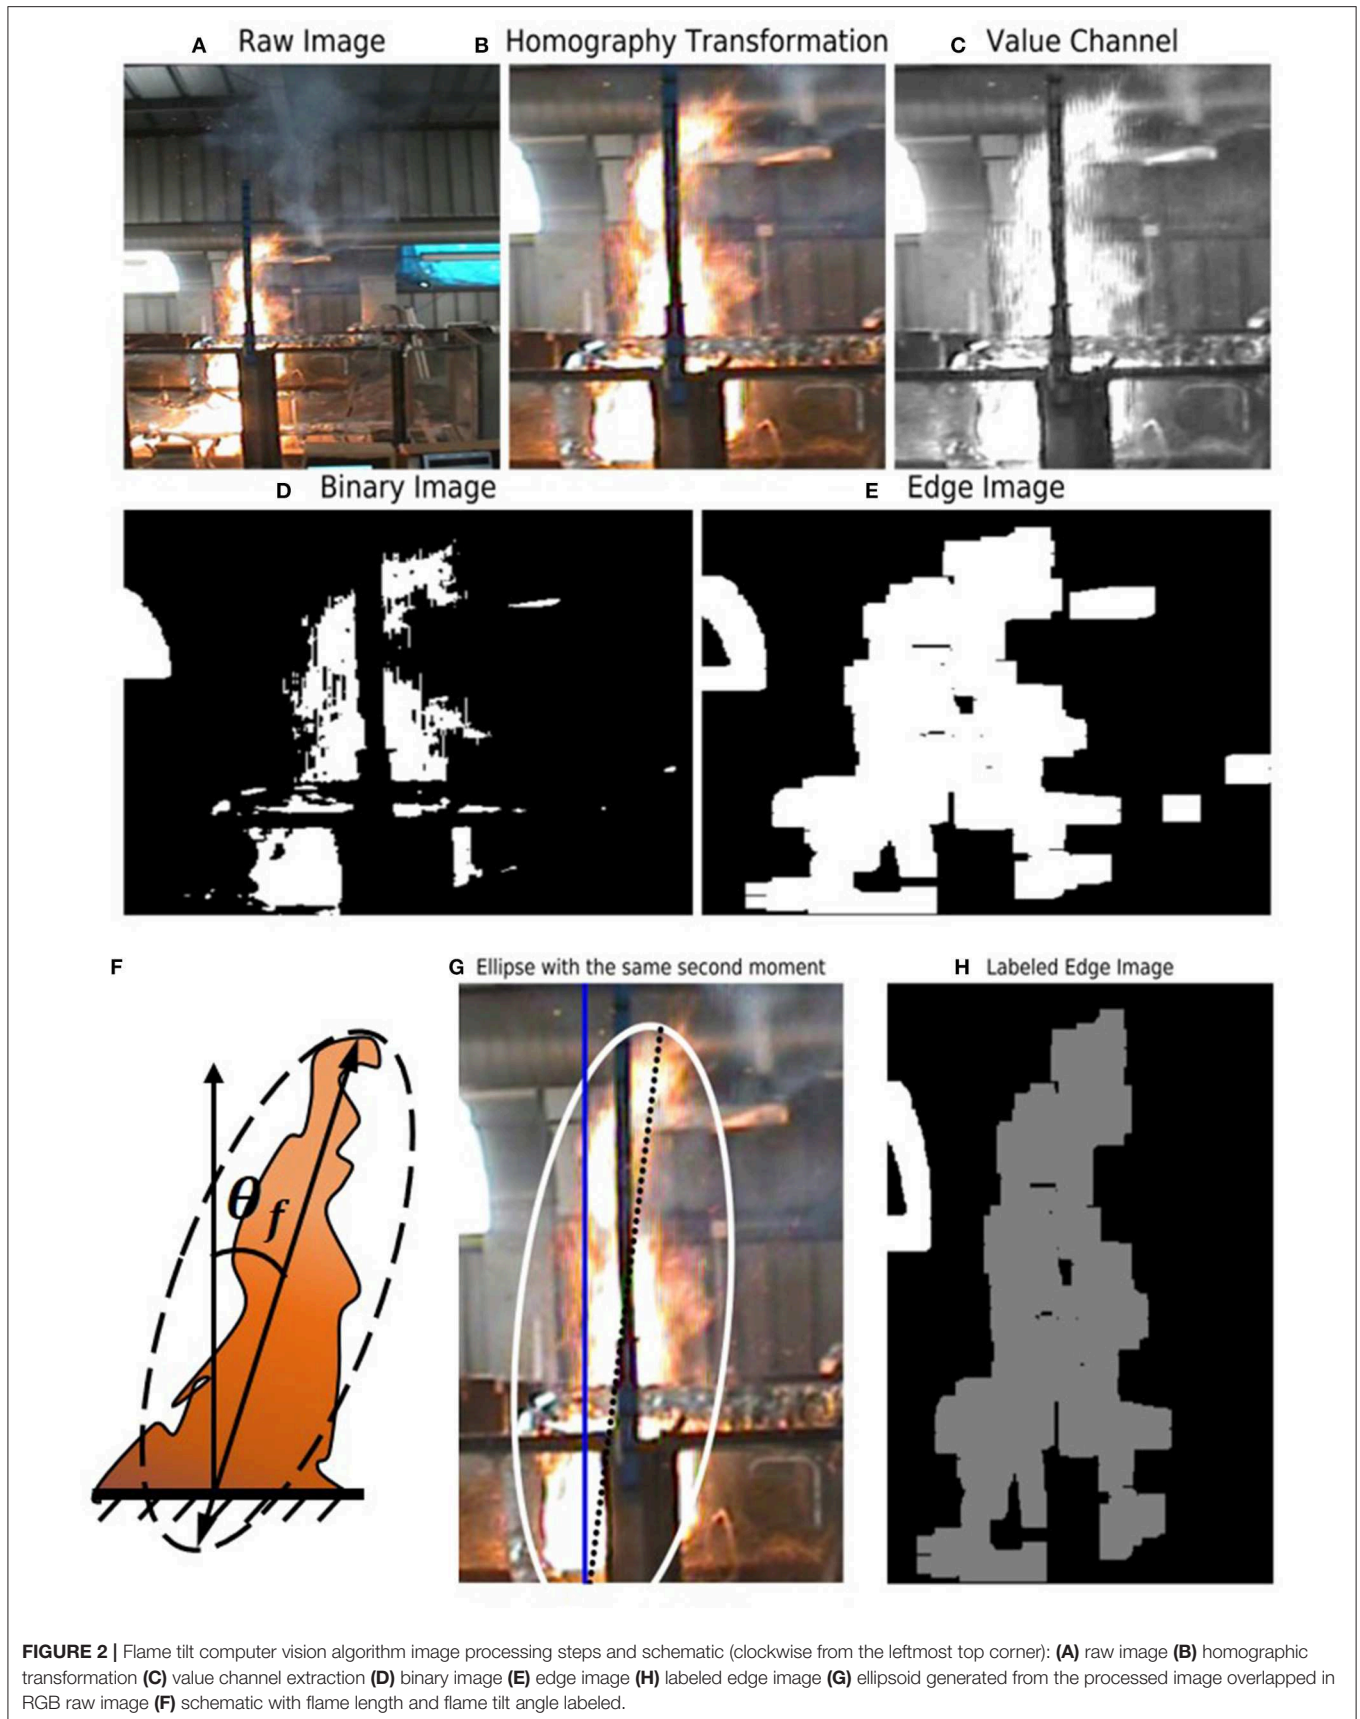 A Raw Image
B Homography Transformation
C Value Channel
D Binary Image
E Edge Image
F
G Ellipse with the same second moment
H Labeled Edge Image
θf
FIGURE 2 | Flame tilt computer vision algorithm image processing steps and schematic (clockwise from the leftmost top corner): (A) raw image (B) homographic
transformation (C) value channel extraction (D) binary image (E) edge image (H) labeled edge image (G) ellipsoid generated from the processed image overlapped in
RGB raw image (F) schematic with flame length and flame tilt angle labeled.